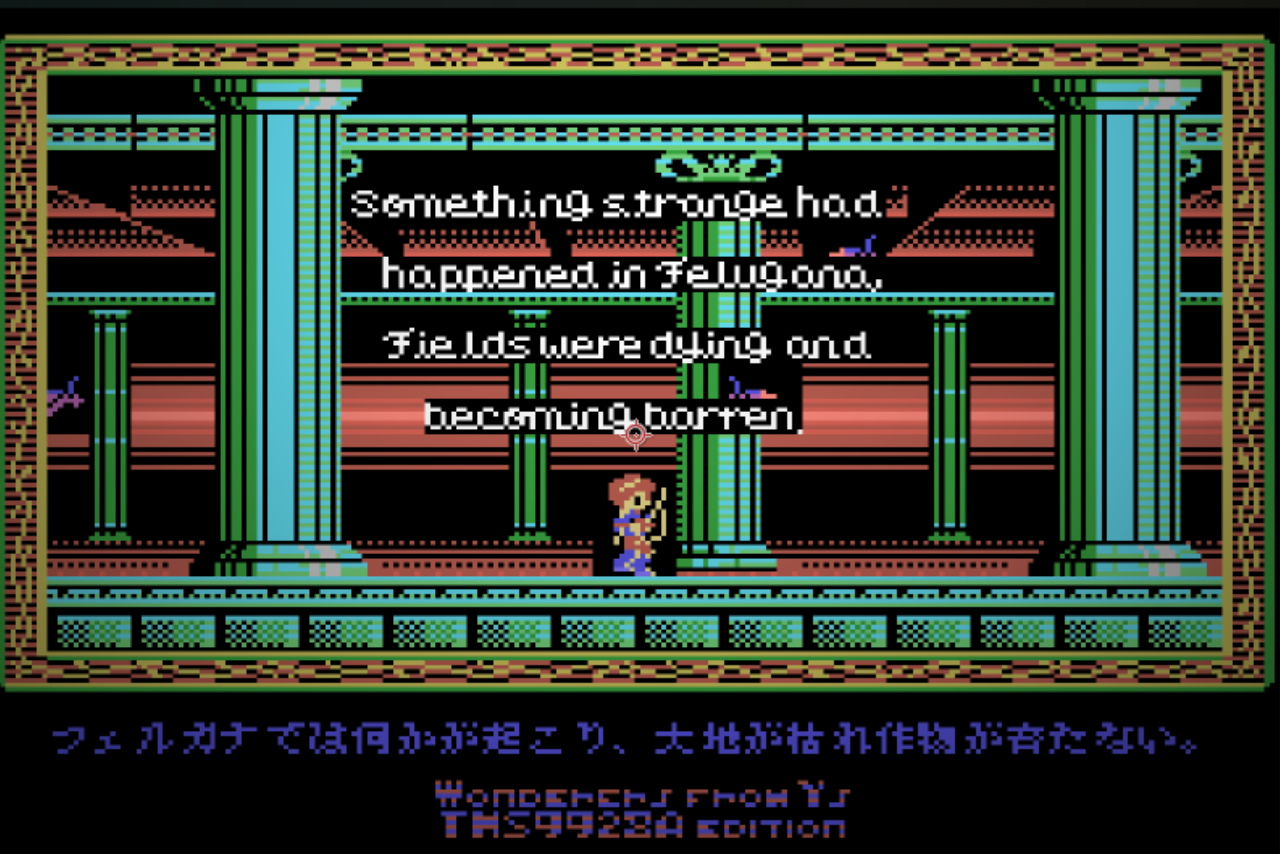 Something strange had
happened in Felugana,
Fields were dying and
becoming barren.
フェルガナでは何かが起こり、大地が枯れ作物が育たない。
Wonderers from Ys
TMS9928A edition